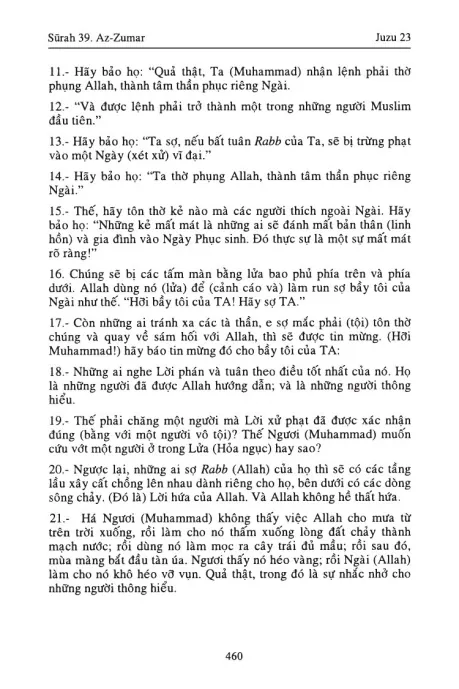 Sūrah 39. Az-Zumar Juzu 23
11.- Hãy bảo họ: “Quả thật, Ta (Muhammad) nhận lệnh phải thờ
phụng Allah, thành tâm thần phục riêng Ngài.
12.- “Và được lệnh phải trở thành một trong những người Muslim
đầu tiên.”
13.- Hãy bảo họ: “Ta sợ, nếu bất tuân Rabb của Ta, sẽ bị trừng phạt
vào một Ngày (xét xử) vĩ đại.”
14.- Hãy bảo họ: “Ta thờ phụng Allah, thành tâm thần phục riêng
Ngài.”
15.- Thế, hãy tôn thờ kẻ nào mà các người thích ngoài Ngài. Hãy
bảo họ: “Những kẻ mất mát là những ai sẽ đánh mất bản thân (linh
hồn) và gia đình vào Ngày Phục sinh. Đó thực sự là một sự mất mát
rõ ràng!”
16. Chúng sẽ bị các tấm màn bằng lửa bao phủ phía trên và phía
dưới. Allah dùng nó (lửa) để (cảnh cáo và) làm run sợ bầy tôi của
Ngài như thế. “Hỡi bầy tôi của TA! Hãy sợ TA.”
17.- Còn những ai tránh xa các tà thần, e sợ mắc phải (tội) tôn thờ
chúng và quay về sám hối với Allah, thì sẽ được tin mừng. (Hỡi
Muhammad!) hãy báo tin mừng đó cho bầy tôi của TA:
18.- Những ai nghe Lời phán và tuân theo điều tốt nhất của nó. Họ
là những người đã được Allah hướng dẫn; và là những người thông
hiểu.
19.- Thế phải chăng một người mà Lời xử phạt đã được xác nhận
đúng (bằng với một người vô tội)? Thế Ngươi (Muhammad) muốn
cứu vớt một người ở trong Lửa (Hỏa ngục) hay sao?
20.- Ngược lại, những ai sợ Rabb (Allah) của họ thì sẽ có các tầng
lầu xây cất chồng lên nhau dành riêng cho họ, bên dưới có các dòng
sông chảy. (Đó là) Lời hứa của Allah. Và Allah không hề thất hứa.
21.- Há Ngươi (Muhammad) không thấy việc Allah cho mưa từ
trên trời xuống, rồi làm cho nó thấm xuống lòng đất chảy thành
mạch nước; rồi dùng nó làm mọc ra cây trái đủ mầu; rồi sau đó,
mùa màng bắt đầu tàn úa. Ngươi thấy nó héo vàng; rồi Ngài (Allah)
làm cho nó khô héo vỡ vụn. Quả thật, trong đó là sự nhắc nhở cho
những người thông hiểu.
460